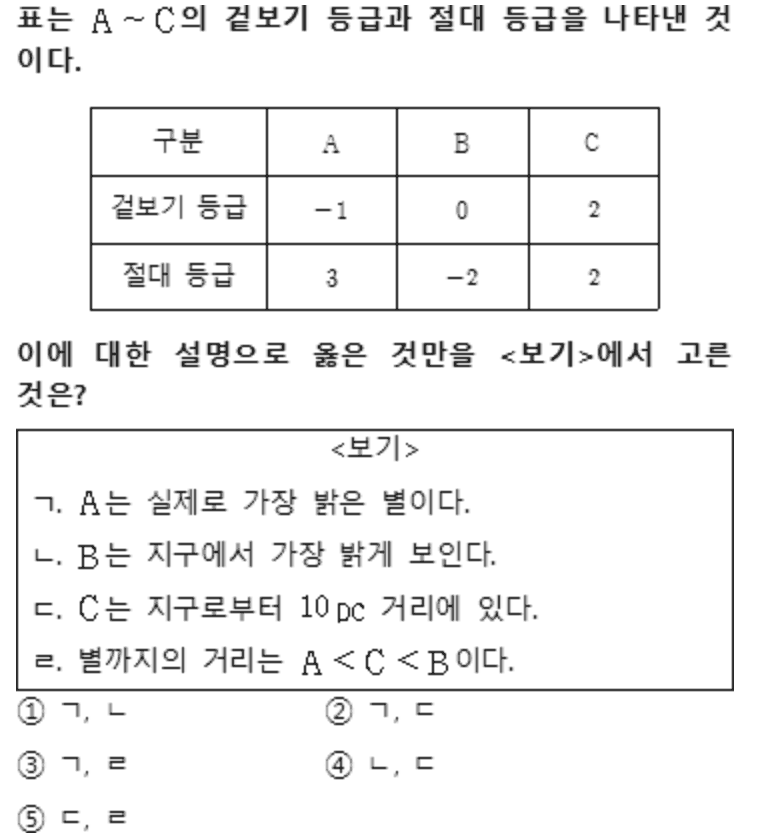 표는 A ~ C의 겉보기 등급과 절대 등급을 나타낸 것
이다.
구분 A B C
겉보기 등급 -1 0 2
절대 등급 3 -2 2
이에 대한 설명으로 옳은 것만을 <보기>에서 고른
것은?
<보기>
ㄱ. A는 실제로 가장 밝은 별이다.
ㄴ. B는 지구에서 가장 밝게 보인다.
ㄷ. C는 지구로부터 10pc 거리에 있다.
ㄹ. 별까지의 거리는 A < C < B이다.
① ㄱ, ㄴ ② ㄱ, ㄷ
③ ㄱ, ㄹ ④ ㄴ, ㄷ
⑤ ㄷ, ㄹ